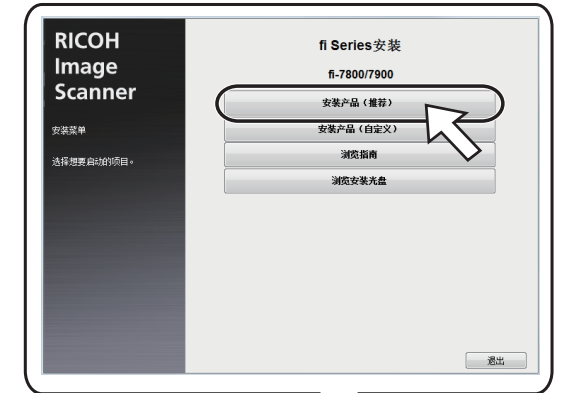 RICOH
Image
Scanner
安装菜单
选择想要启动的项目。
fi Series安装
fi-7800/7900
安装产品（推荐）
安装产品（自定义）
浏览指南
浏览安装光盘
退出